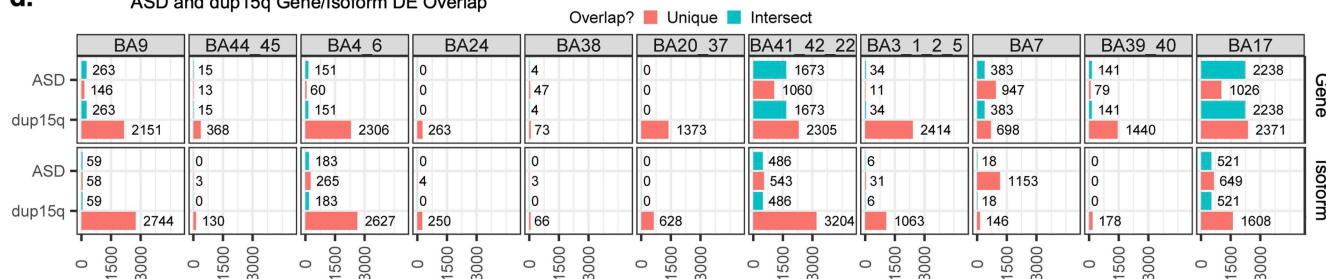 d.
ASD and dup15q Gene/Isoform DE Overlap
Overlap? Unique Intersect
BA9 BA44_45 BA4_6 BA24 BA38 BA20_37 BA41_42_22 BA3_1_2_5 BA7 BA39_40 BA17
263 15 151 0 4 0 1673 34 383 141 2238
ASD
146 13 60 0 47 0 1060 11 947 79 1026
263 15 151 0 4 0 1673 34 383 141 2238
dup15q
2151 368 2306 263 73 1373 2305 2414 698 1440 2371
Gene
59 0 183 0 0 0 486 6 18 0 521
ASD
58 3 265 4 3 0 543 31 1153 0 649
59 0 183 0 0 0 486 6 18 0 521
dup15q
2744 130 2627 250 66 628 3204 1063 146 178 1608
Isoform
0 1500 3000 0 1500 3000 0 1500 3000 0 1500 3000 0 1500 3000 0 1500 3000 0 1500 3000 0 1500 3000 0 1500 3000 0 1500 3000 0 1500 3000